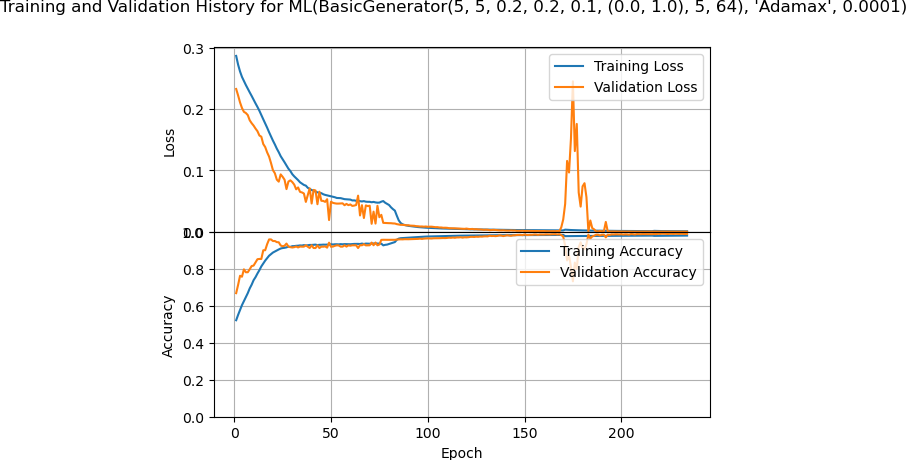 Training and Validation History for ML(BasicGenerator(5, 5, 0.2, 0.2, 0.1, (0.0, 1.0), 5, 64), 'Adamax', 0.0001)
0.3
0.2
0.1
0.0
Loss
Training Loss
Validation Loss
1.0
0.8
0.6
0.4
0.2
0.0
Accuracy
Training Accuracy
Validation Accuracy
0 50 100 150 200
Epoch